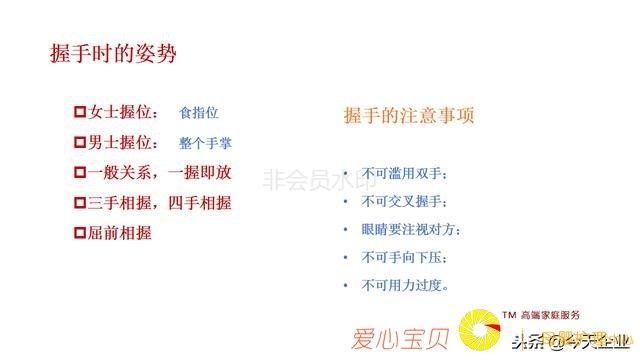 握手时的姿势
女士握位： 食指位
男士握位： 整个手掌
一般关系，一握即放
三手相握，四手相握
屈前相握
握手的注意事项
不可滥用双手；
不可交叉握手；
眼睛要注视对方；
不可手向下压；
不可用力过度。
非会员水印
TM 高端家庭服务
爱心宝贝
头条 @今天企业